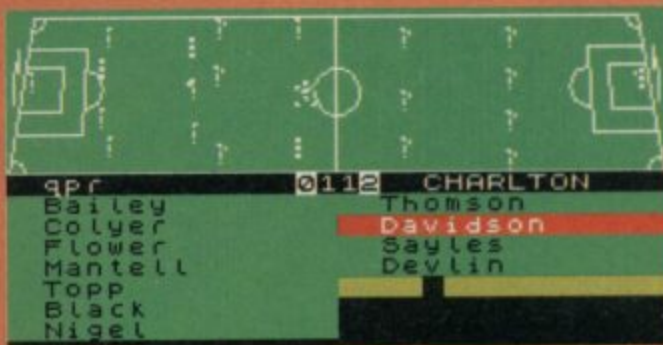 qpr 0112 CHARLTON
Bailey Thomson
Colyer Davidson
Flower Sayles
Mantell Devlin
Topp
Black
Nigel